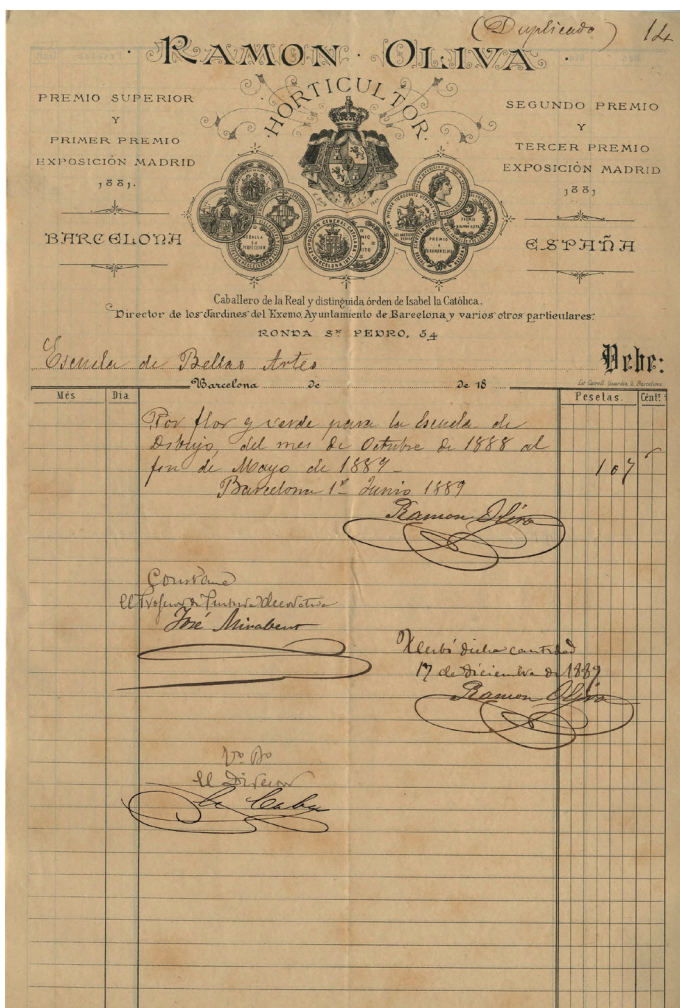 (Duplicado) 14
RAMON OLIVA
HORTICULTOR
PREMIO SUPERIOR
Y
PRIMER PREMIO
EXPOSICIÓN MADRID
1881.
BARCELONA
SEGUNDO PREMIO
Y
TERCER PREMIO
EXPOSICIÓN MADRID
1881
ESPAÑA
Caballero de la Real y distinguida órden de Isabel la Católica.
Director de los Jardines del Exemo. Ayuntamiento de Barcelona y varios otros particulares.
RONDA Sⁿ PEDRO, 54
Escuela de Bellas Artes Debe:
Barcelona de de 18
Més Dia Pesetas. Cént.ˢ
Por flor y verde para la Escuela de
Dibujo, del mes de Octubre de 1888 al
fin de Mayo de 1889- 107
Barcelona 1º Junio 1889
Ramon Oliva
Conforme
El Profesor de Pintura Decorativa
José Mirabent
Recibí dicha cantidad
17 de Diciembre de 1889
Ramon Oliva
Vº Bº
El Director
A. Caba